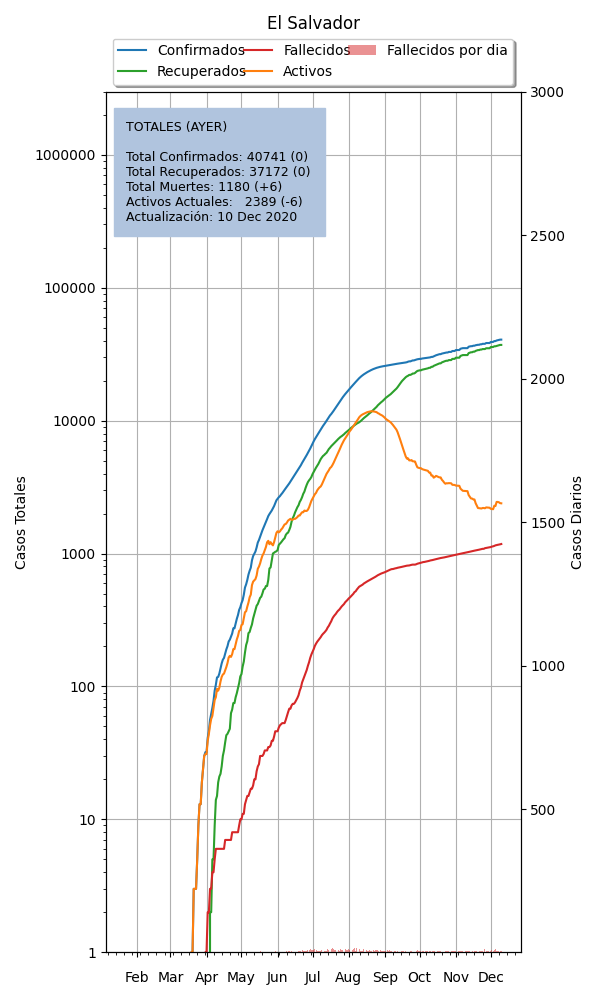 El Salvador
Confirmados
Fallecidos
Fallecidos por dia
Recuperados
Activos
TOTALES (AYER)
Total Confirmados: 40741 (0)
Total Recuperados: 37172 (0)
Total Muertes: 1180 (+6)
Activos Actuales: 2389 (-6)
Actualización: 10 Dec 2020
Casos Totales
1000000
100000
10000
1000
100
10
1
Casos Diarios
3000
2500
2000
1500
1000
500
Feb Mar Apr May Jun Jul Aug Sep Oct Nov Dec